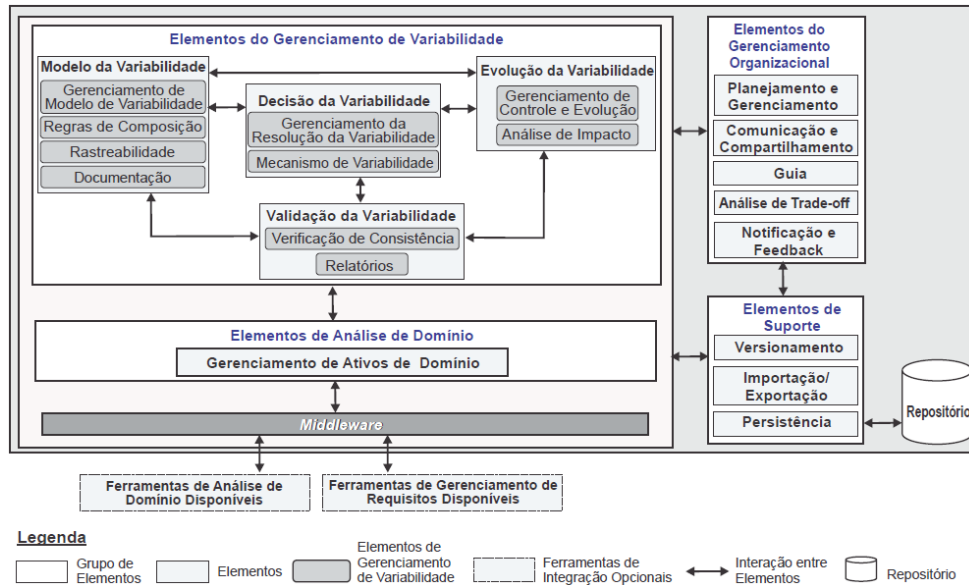 Elementos do Gerenciamento de Variabilidade
Modelo da Variabilidade
Gerenciamento de
Modelo de Variabilidade
Regras de Composição
Rastreabilidade
Documentação
Decisão da Variabilidade
Gerenciamento da
Resolução da Variabilidade
Mecanismo de Variabilidade
Evolução da Variabilidade
Gerenciamento de
Controle e Evolução
Análise de Impacto
Validação da Variabilidade
Verificação de Consistência
Relatórios
Elementos de Análise de Domínio
Gerenciamento de Ativos de Domínio
Middleware
Ferramentas de Análise de
Domínio Disponíveis
Ferramentas de Gerenciamento de
Requisitos Disponíveis
Elementos do
Gerenciamento
Organizacional
Planejamento e
Gerenciamento
Comunicação e
Compartilhamento
Guia
Análise de Trade-off
Notificação e
Feedback
Elementos de
Suporte
Versionamento
Importação/
Exportação
Persistência
Repositório
Legenda
Grupo de
Elementos
Elementos
Elementos de
Gerenciamento
de Variabilidade
Ferramentas de
Integração Opcionais
Interação entre
Elementos
Repositório